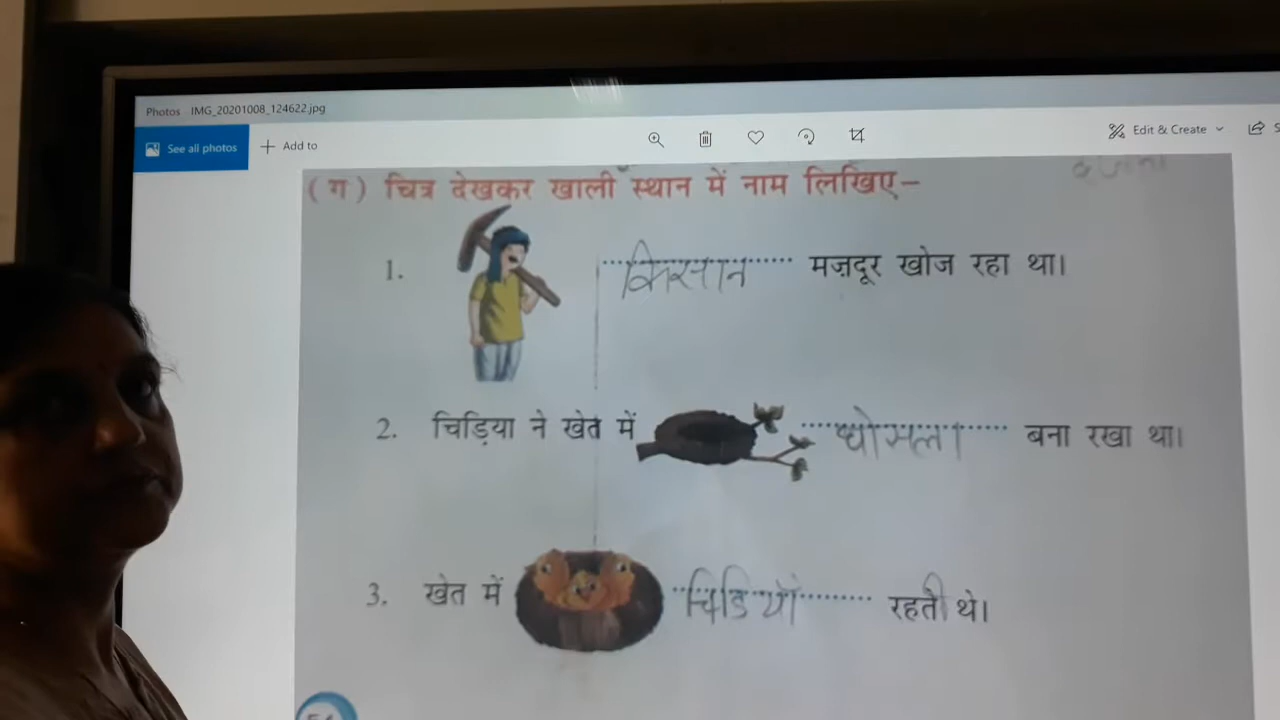 Photos IMG_20201008_124622.jpg
See all photos + Add to Edit & Create
( ग ) चित्र देखकर खाली स्थान में नाम लिखिए–
1. किसान मज़दूर खोज रहा था।
2. चिड़िया ने खेत में घोसला बना रखा था।
3. खेत में चिडियाँ रहती थे।